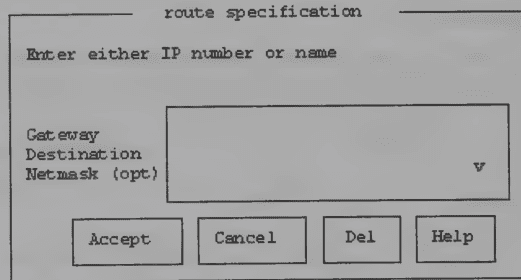 route specification
Enter either IP number or name
Gateway
Destination
Netmask (opt)
v
Accept Cancel Del Help